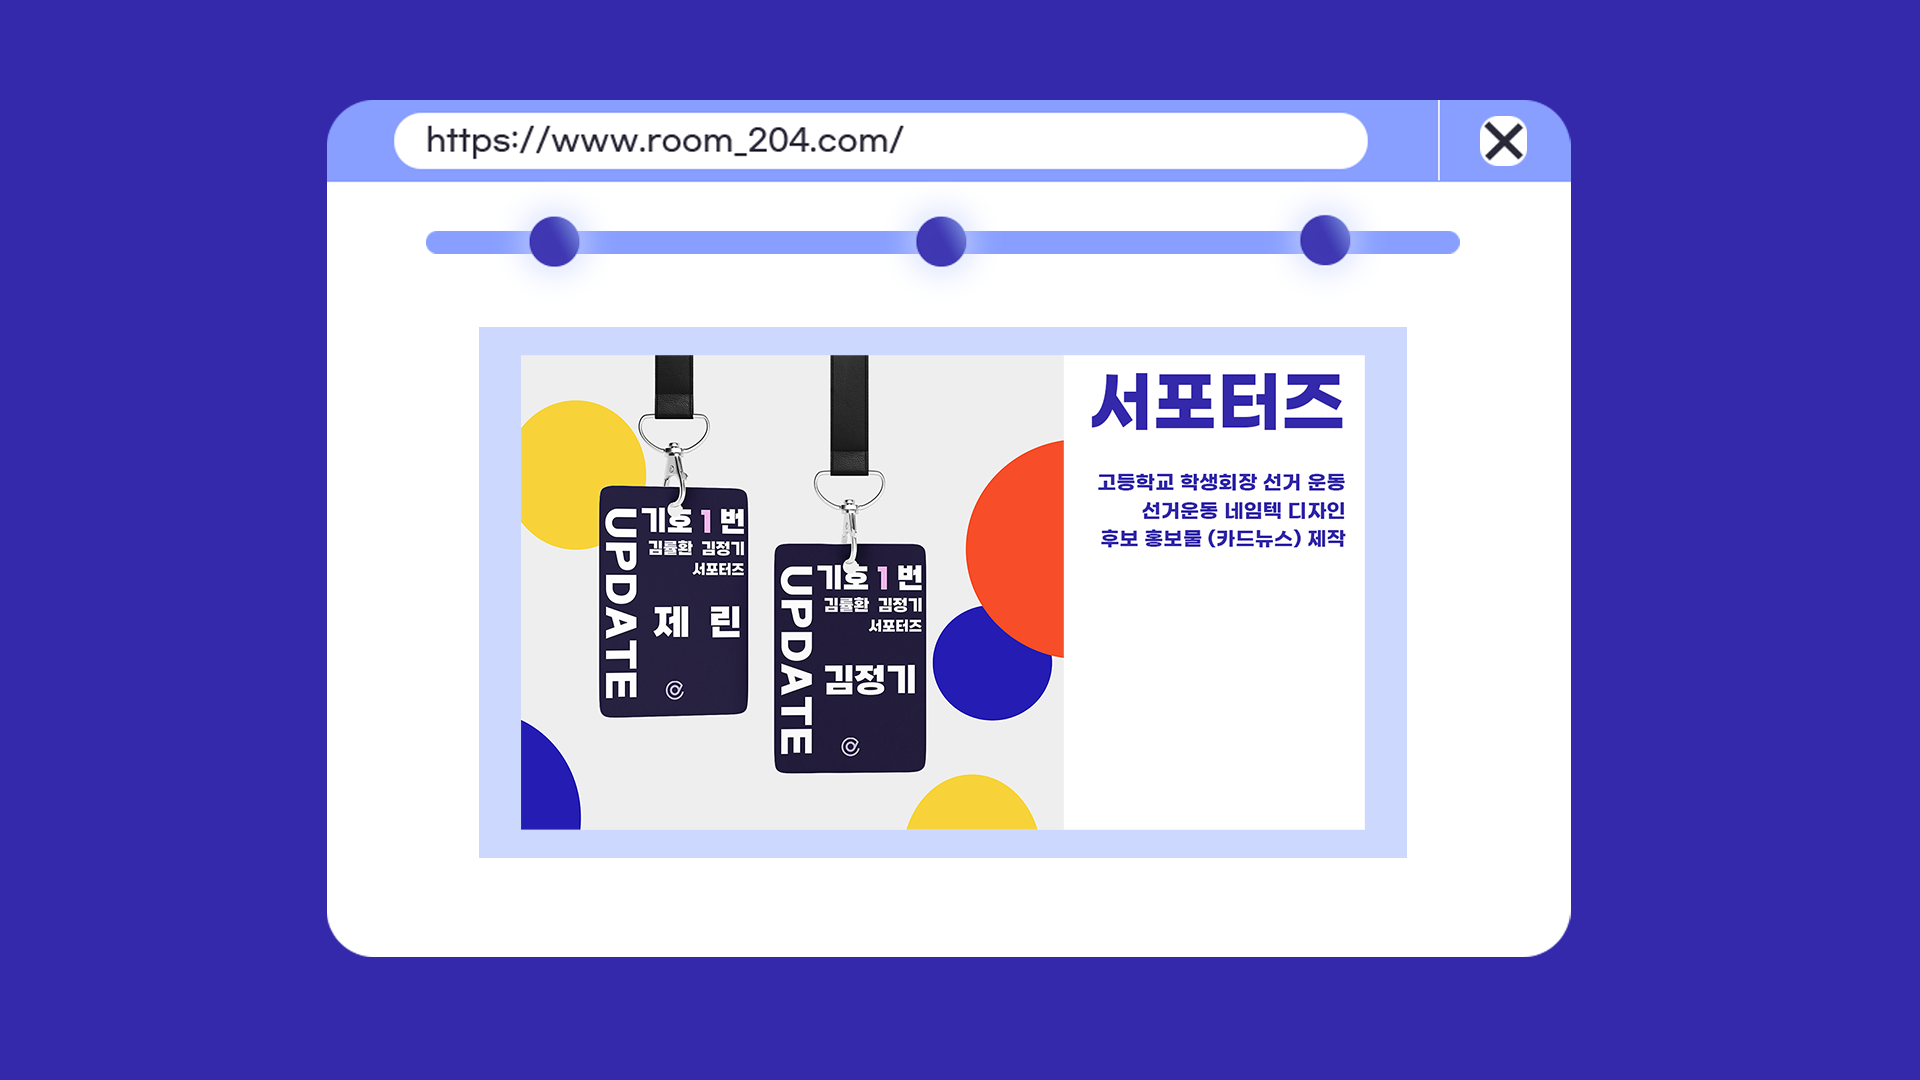 https://www.room_204.com/
서포터즈
고등학교 학생회장 선거 운동
선거운동 네임텍 디자인
후보 홍보물 (카드뉴스) 제작
UPDATE
기호 1 번
김률환 김정기
서포터즈
제 린
UPDATE
기호 1 번
김률환 김정기
서포터즈
김정기